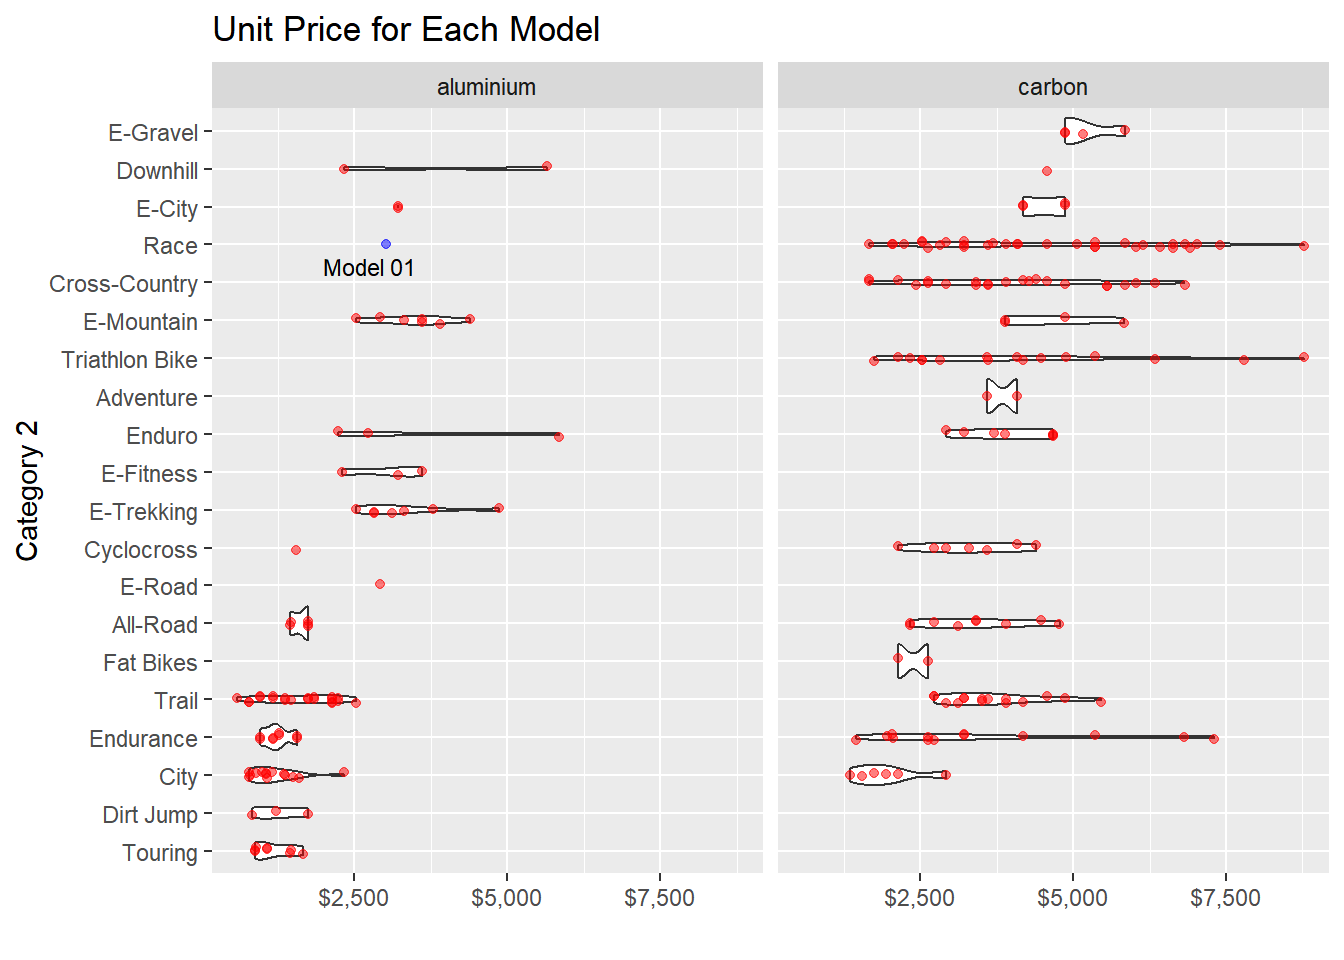 Unit Price for Each Model
aluminium
carbon
Category 2
E-Gravel
Downhill
E-City
Race
Model 01
Cross-Country
E-Mountain
Triathlon Bike
Adventure
Enduro
E-Fitness
E-Trekking
Cyclocross
E-Road
All-Road
Fat Bikes
Trail
Endurance
City
Dirt Jump
Touring
$2,500 $5,000 $7,500
$2,500 $5,000 $7,500